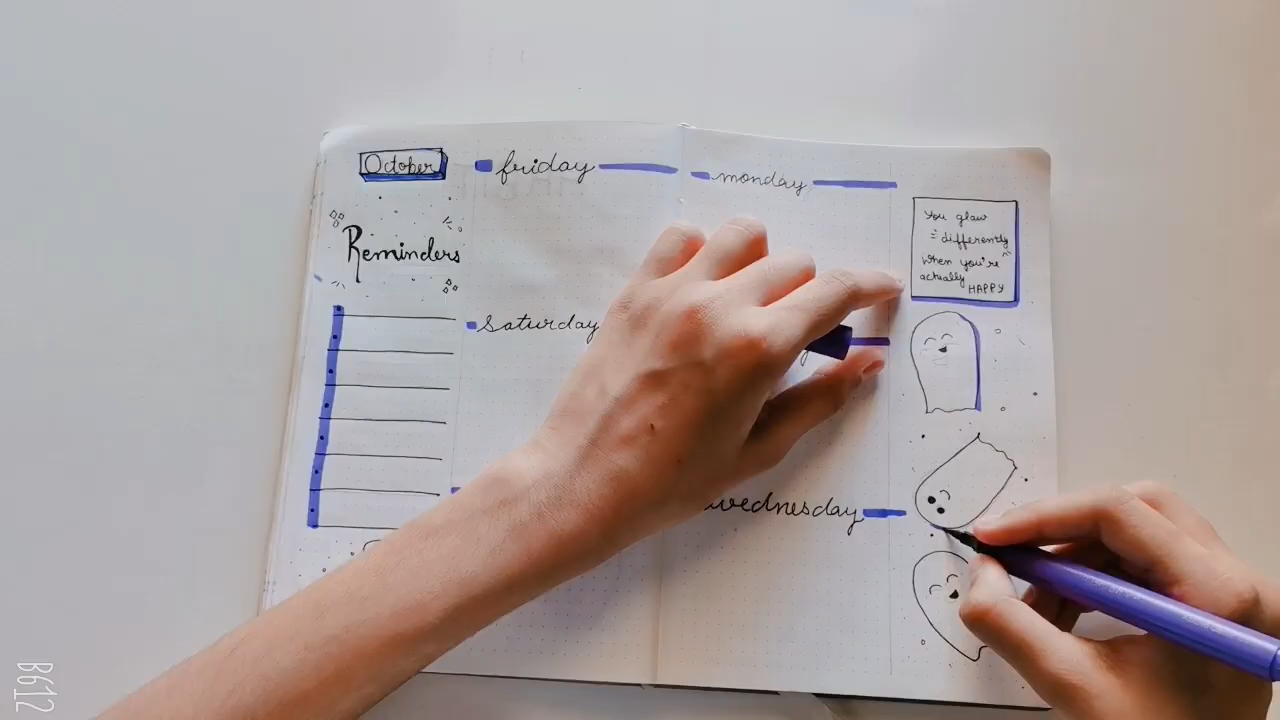 October
friday
monday
Reminders
You glow
differently
when you're
actually
HAPPY
saturday
wednesday
B612